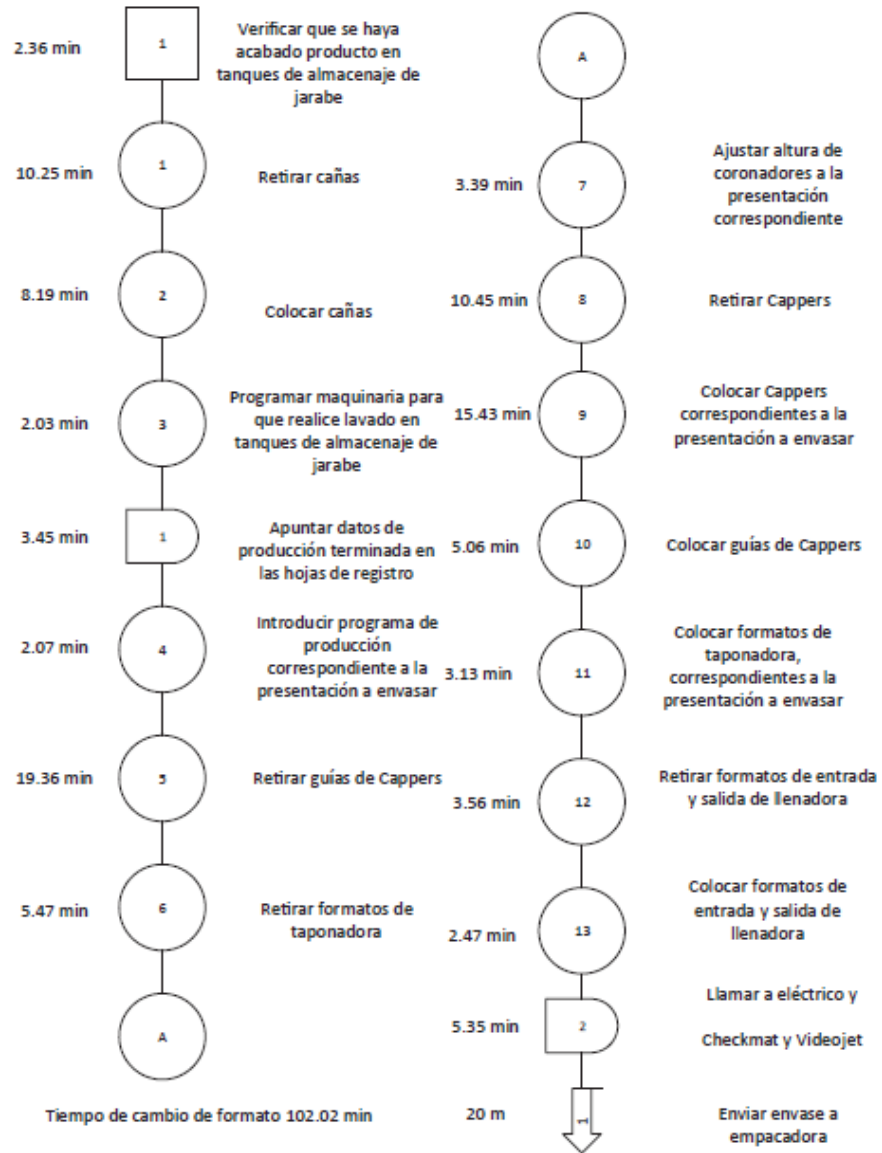 2.36 min
1
Verificar que se haya
acabado producto en
tanques de almacenaje de
jarabe
10.25 min
1
Retirar cañas
8.19 min
2
Colocar cañas
2.03 min
3
Programar maquinaria para
que realice lavado en
tanques de almacenaje de
jarabe
3.45 min
1
Apuntar datos de
producción terminada en
las hojas de registro
2.07 min
4
Introducir programa de
producción
correspondiente a la
presentación a envasar
19.36 min
5
Retirar guías de Cappers
5.47 min
6
Retirar formatos de
taponadora
A
Tiempo de cambio de formato 102.02 min
A
3.39 min
7
Ajustar altura de
coronadores a la
presentación
correspondiente
10.45 min
8
Retirar Cappers
15.43 min
9
Colocar Cappers
correspondientes a la
presentación a envasar
5.06 min
10
Colocar guías de Cappers
3.13 min
11
Colocar formatos de
taponadora,
correspondientes a la
presentación a envasar
3.56 min
12
Retirar formatos de entrada
y salida de llenadora
2.47 min
13
Colocar formatos de
entrada y salida de
llenadora
5.35 min
2
Llamar a eléctrico y
Checkmat y Videojet
20 m
1
Enviar envase a
empacadora